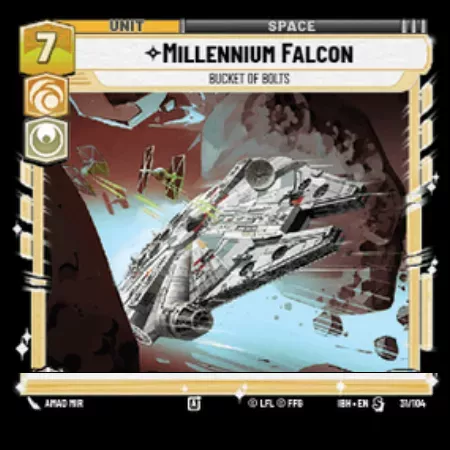 UNIT
SPACE
7
MILLENNIUM FALCON
BUCKET OF BOLTS
AMAD MIR
A
© LFL © FFG
IBH • EN
31/104